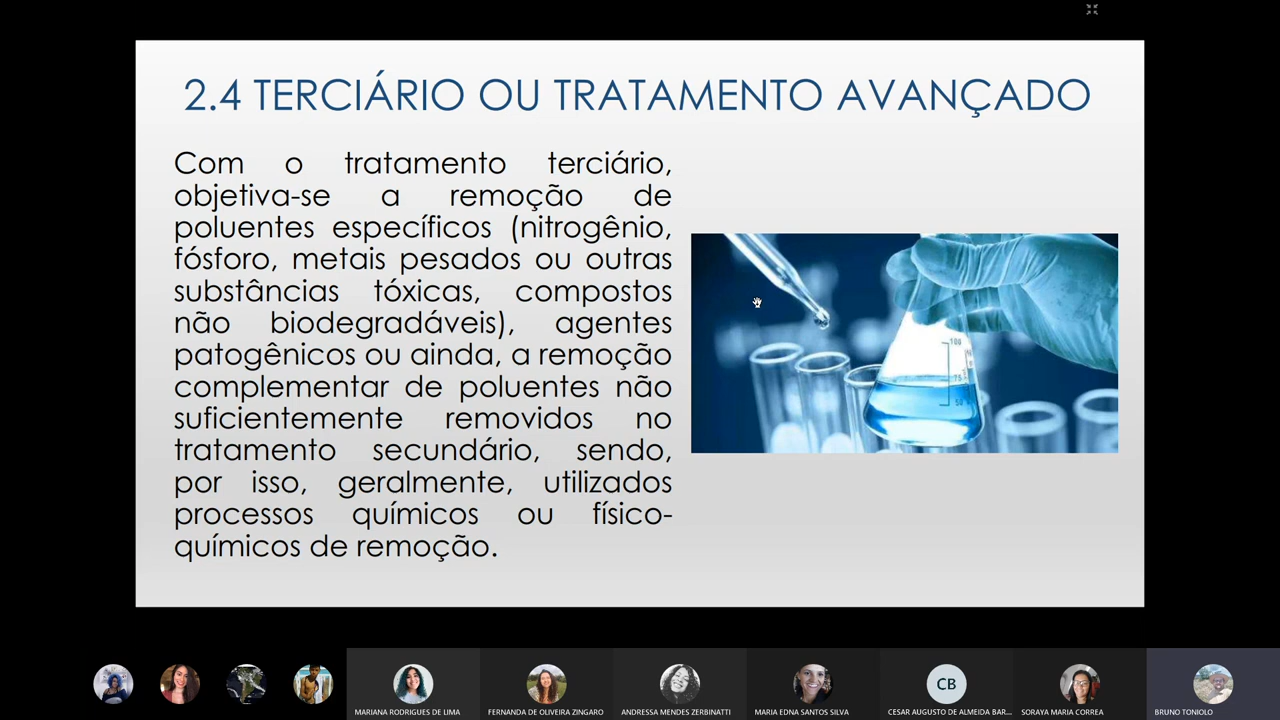 2.4 TERCIÁRIO OU TRATAMENTO AVANÇADO
Com o tratamento terciário,
objetiva-se a remoção de
poluentes específicos (nitrogênio,
fósforo, metais pesados ou outras
substâncias tóxicas, compostos
não biodegradáveis), agentes
patogênicos ou ainda, a remoção
complementar de poluentes não
suficientemente removidos no
tratamento secundário, sendo,
por isso, geralmente, utilizados
processos químicos ou físico-
químicos de remoção.
100
75
50
CB
MARIANA RODRIGUES DE LIMA
FERNANDA DE OLIVEIRA ZINGARO
ANDRESSA MENDES ZERBINATTI
MARIA EDNA SANTOS SILVA
CESAR AUGUSTO DE ALMEIDA BAR...
SORAYA MARIA CORREA
BRUNO TONIOLO